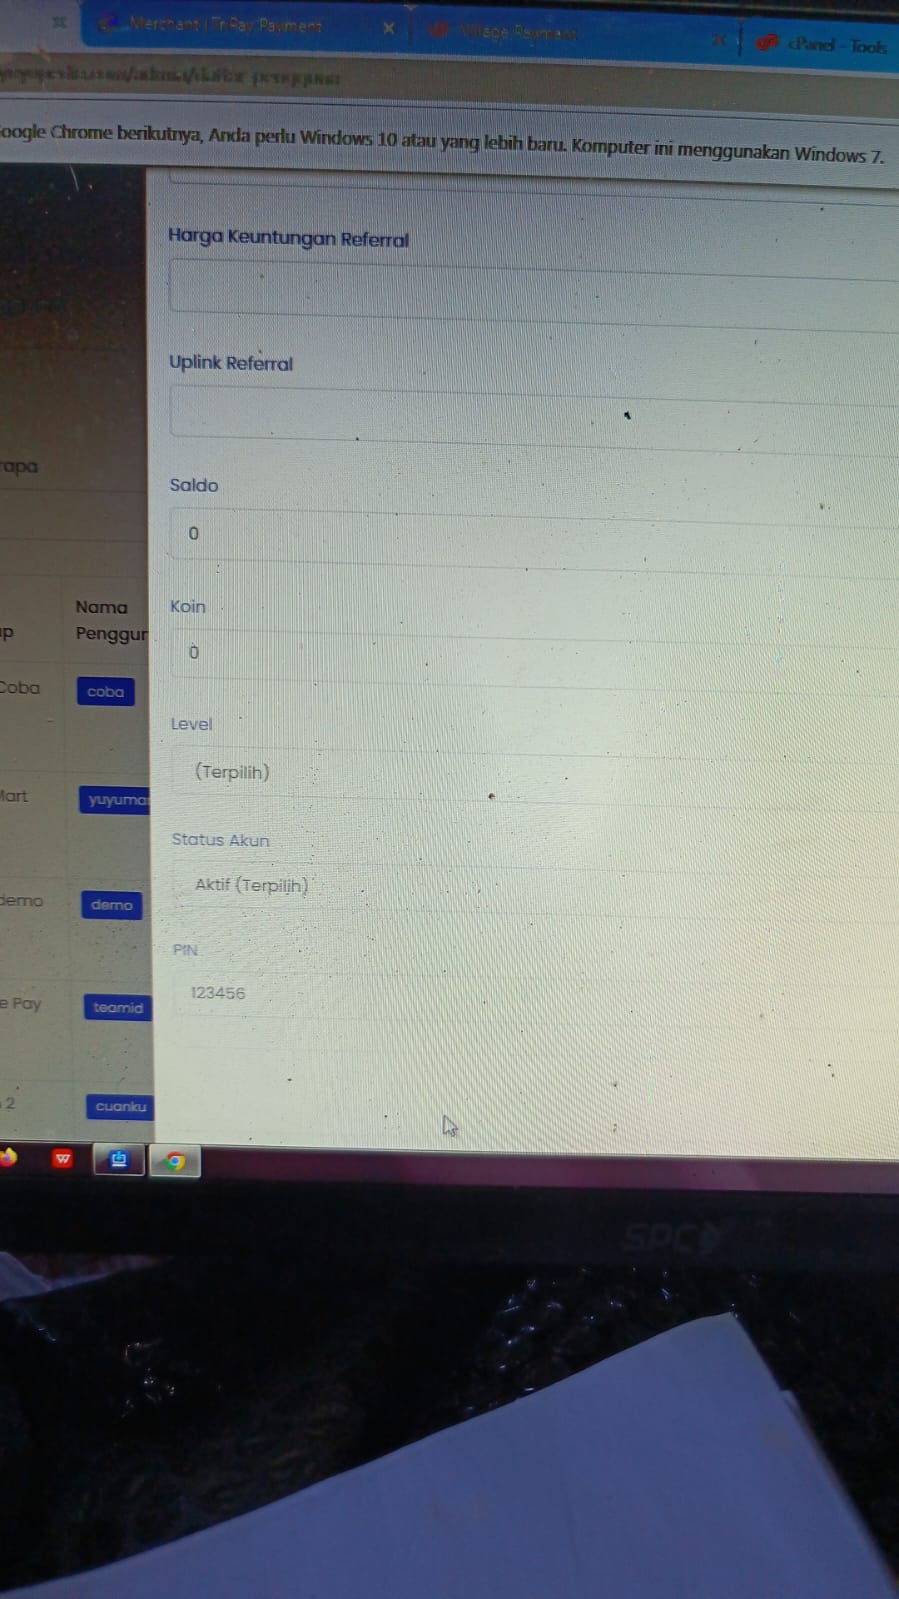 Merchant | TriPay Payment
Village Payment
cPanel - Tools
oogle Chrome berikutnya, Anda perlu Windows 10 atau yang lebih baru. Komputer ini menggunakan Windows 7.
Harga Keuntungan Referral
Uplink Referral
rapa
Saldo
0
Nama
Penggun
Koin
0
Coba
coba
Level
(Terpilih)
Mart
yuyuma
Status Akun
Aktif (Terpilih)
demo
demo
PIN
123456
e Pay
teamid
2
cuanku
W
SPC